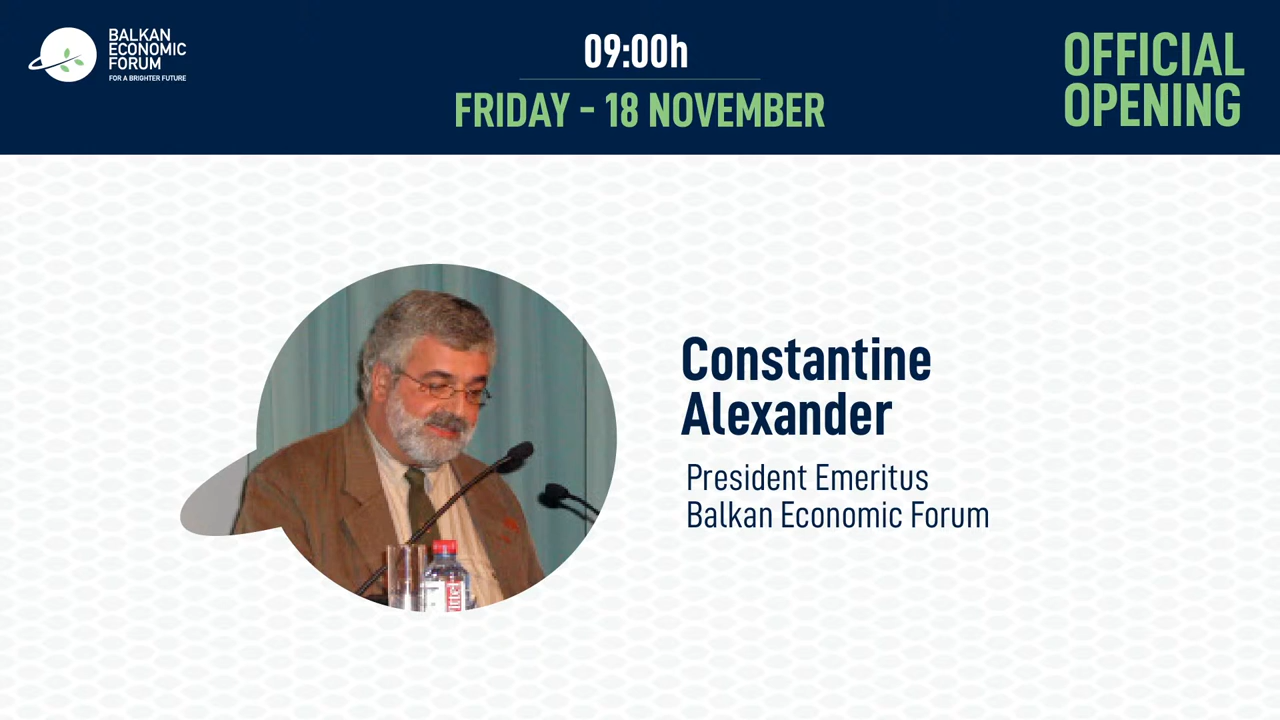 BALKAN
ECONOMIC
FORUM
FOR A BRIGHTER FUTURE
09:00h
FRIDAY - 18 NOVEMBER
OFFICIAL
OPENING
Constantine
Alexander
President Emeritus
Balkan Economic Forum
Vittel